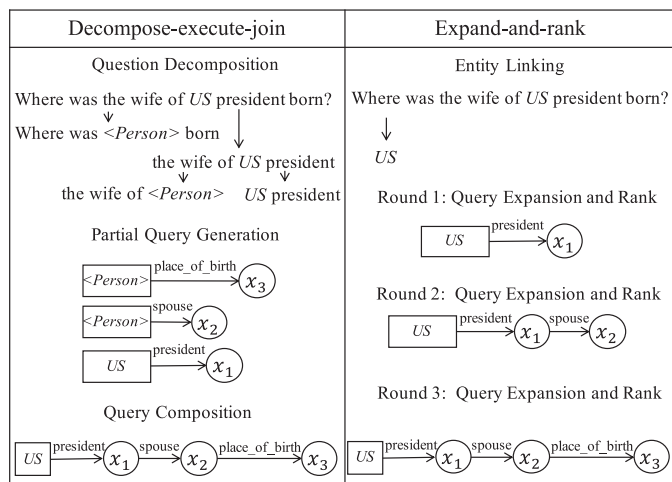 Decompose-execute-join
Question Decomposition
Where was the wife of US president born?
Where was <Person> born
the wife of US president
the wife of <Person> US president
Partial Query Generation
<Person> place_of_birth x₃
<Person> spouse x₂
US president x₁
Query Composition
US president x₁ spouse x₂ place_of_birth x₃
Expand-and-rank
Entity Linking
Where was the wife of US president born?
US
Round 1: Query Expansion and Rank
US president x₁
Round 2: Query Expansion and Rank
US president x₁ spouse x₂
Round 3: Query Expansion and Rank
US president x₁ spouse x₂ place_of_birth x₃